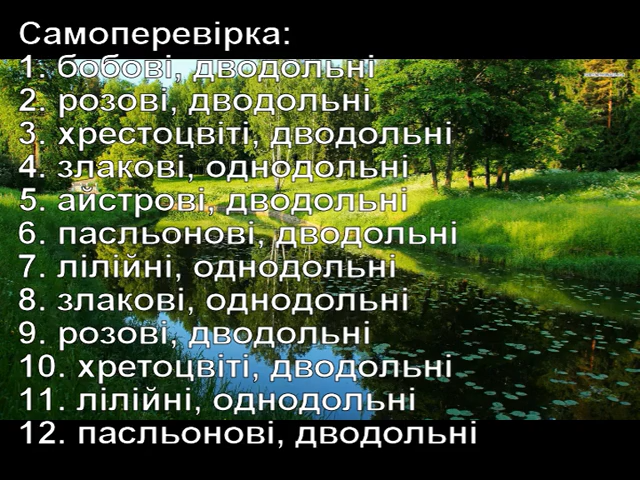 Самоперевірка:
1. бобові, дводольні
2. розові, дводольні
3. хрестоцвіті, дводольні
4. злакові, однодольні
5. айстрові, дводольні
6. пасльонові, дводольні
7. лілійні, однодольні
8. злакові, однодольні
9. розові, дводольні
10. хретоцвіті, дводольні
11. лілійні, однодольні
12. пасльонові, дводольні